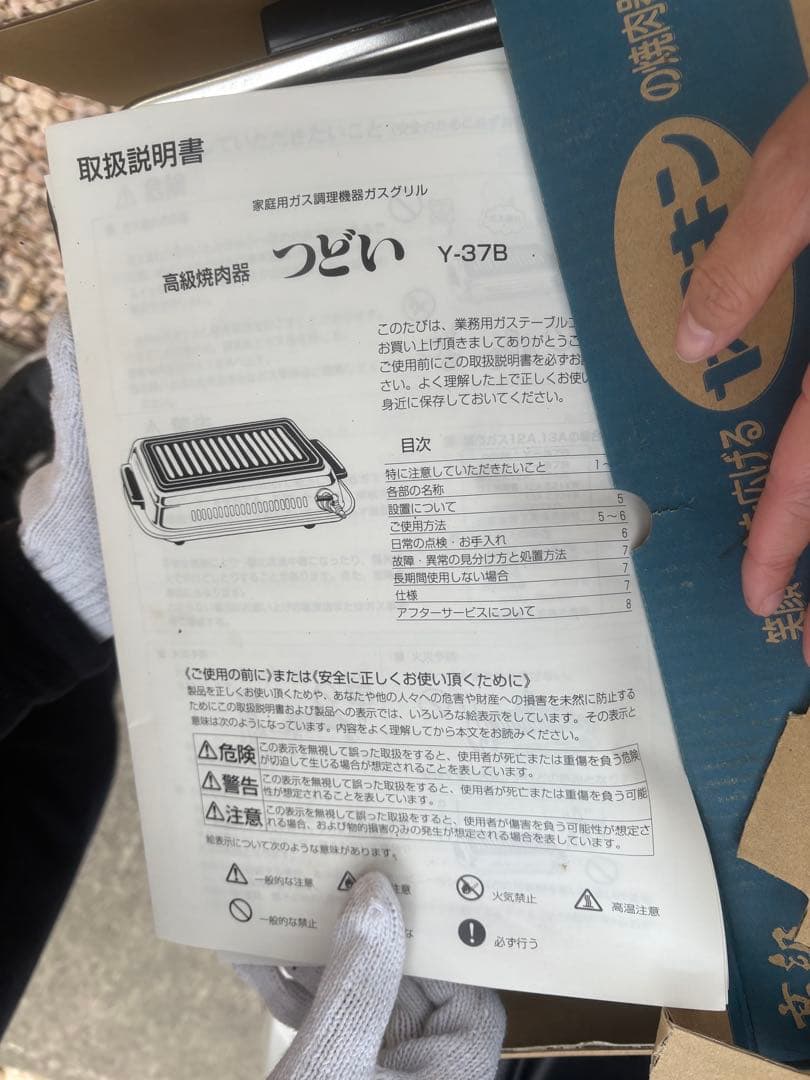 取扱説明書
家庭用ガス調理機器ガスグリル
高級焼肉器 つどい Y-37B
このたびは、業務用ガステーブルコ
お買い上げ頂きましてありがとうご
ご使用前にこの取扱説明書を必ずお
さい。よく理解した上で正しくお使い
身近に保存しておいてください。
目次
特に注意していただきたいこと 1〜
各部の名称
設置について 5
ご使用方法 5〜6
日常の点検・お手入れ 6
故障・異常の見分け方と処置方法 7
長期間使用しない場合 7
仕様 7
アフターサービスについて 8
《ご使用の前に》または《安全に正しくお使い頂くために》
製品を正しくお使い頂くためや、あなたや他の人々への危害や財産への損害を未然に防止する
ためにこの取扱説明書および製品への表示では、いろいろな絵表示をしています。その表示と
意味は次のようになっています。内容をよく理解してから本文をお読みください。
危険 この表示を無視して誤った取扱をすると、使用者が死亡または重傷を負う危険
が切迫して生じる場合が想定されることを表しています。
警告 この表示を無視して誤った取扱をすると、使用者が死亡または重傷を負う可能
性が想定されることを表しています。
注意 この表示を無視して誤った取扱をすると、使用者が傷害を負う可能性が想定さ
れる場合、および物的損害のみの発生が想定される場合を表しています。
絵表示について次のような意味があります。
一般的な注意
注意
火気禁止
高温注意
一般的な禁止
な
必ず行う
の焼肉器
キン
広げる
笑顔